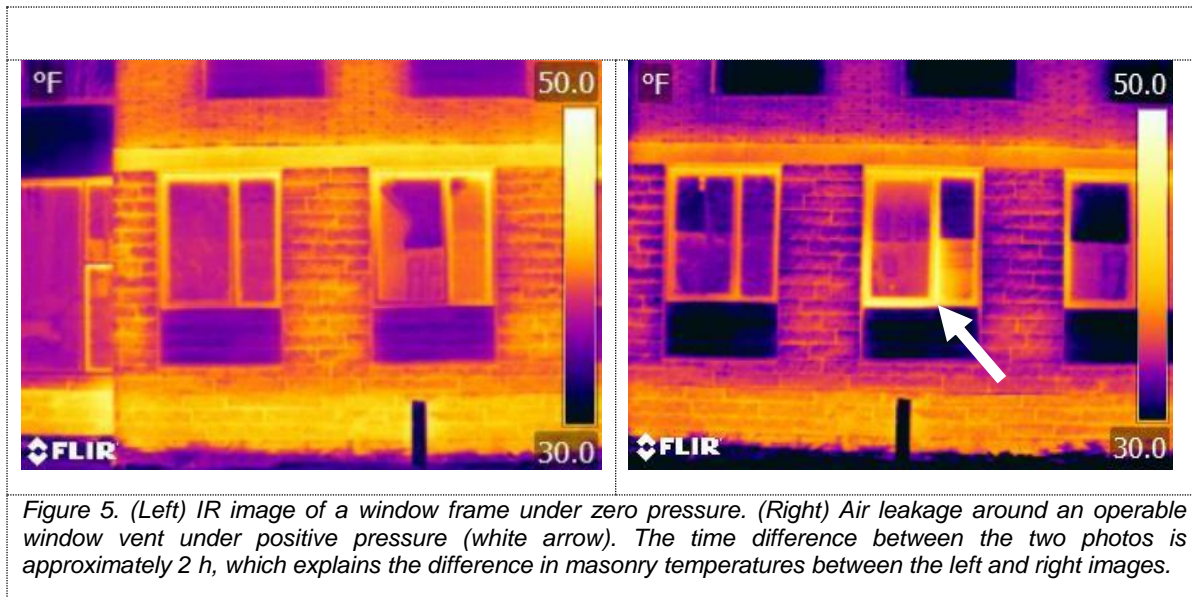 °F
50.0
30.0
FLIR
°F
50.0
30.0
FLIR
Figure 5. (Left) IR image of a window frame under zero pressure. (Right) Air leakage around an operable
window vent under positive pressure (white arrow). The time difference between the two photos is
approximately 2 h, which explains the difference in masonry temperatures between the left and right images.